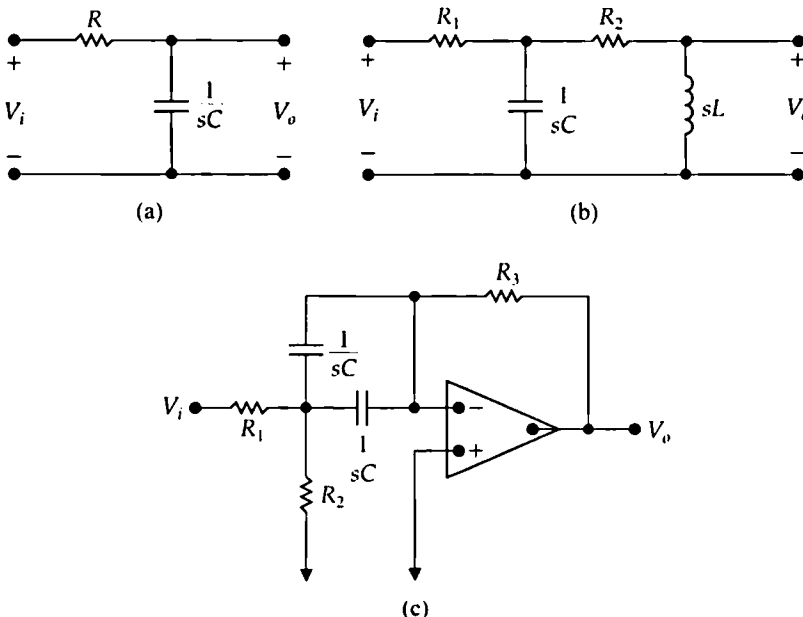 R
+
+
V_i
1
sC
V_o
−
−
(a)
R_1
R_2
+
+
V_i
1
sC
sL
−
−
(b)
R_3
1
sC
V_i
R_1
1
sC
−
+
V_o
R_2
(c)